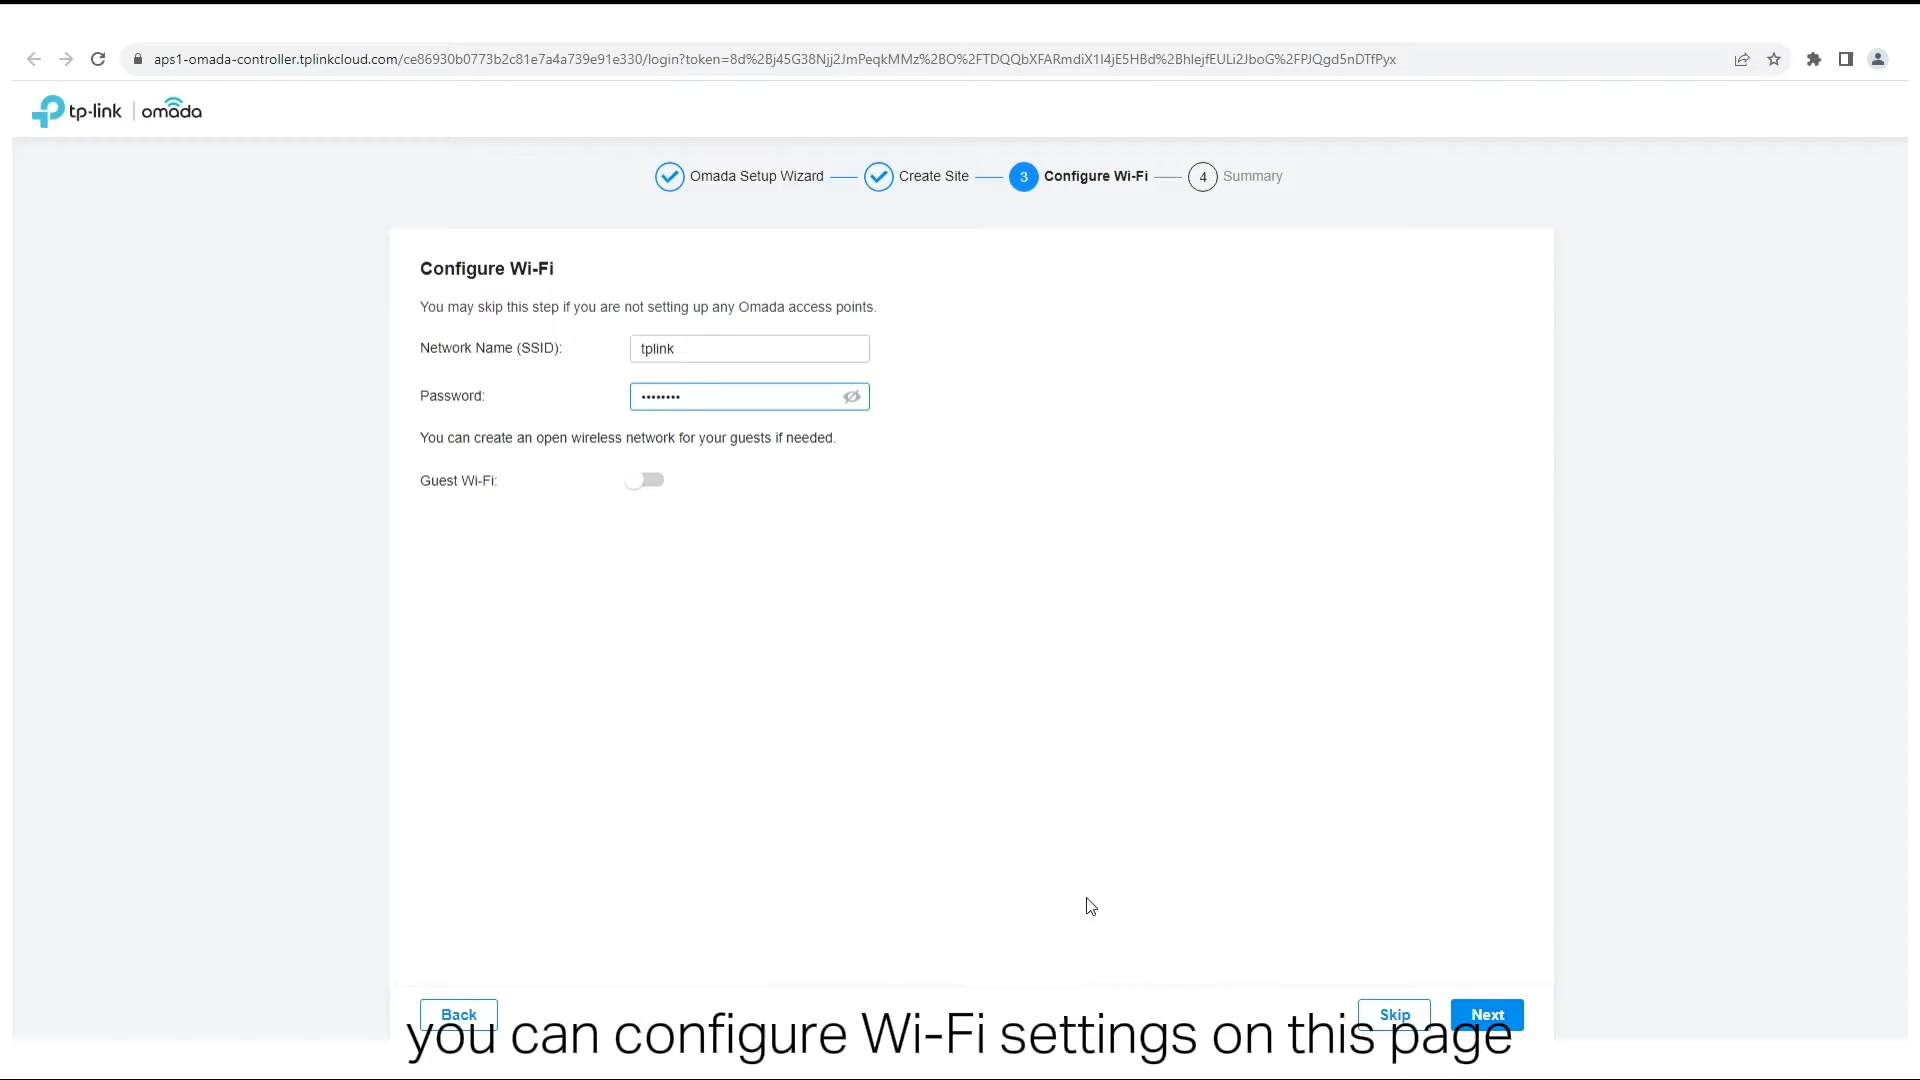 aps1-omada-controller.tplinkcloud.com/ce86930b0773b2c81e7a4a739e91e330/login?token=8d%2Bj45G38Njj2JmPeqkMMz%2BO%2FTDQQbXFARmdiX1I4jE5HBd%2BhlejfEULi2JboG%2FPJQgd5nDTfPyx
tp-link | omada
Omada Setup Wizard
Create Site
3 Configure Wi-Fi
4 Summary
Configure Wi-Fi
You may skip this step if you are not setting up any Omada access points.
Network Name (SSID): tplink
Password: ••••••••
You can create an open wireless network for your guests if needed.
Guest Wi-Fi:
Back Skip Next
you can configure Wi-Fi settings on this page